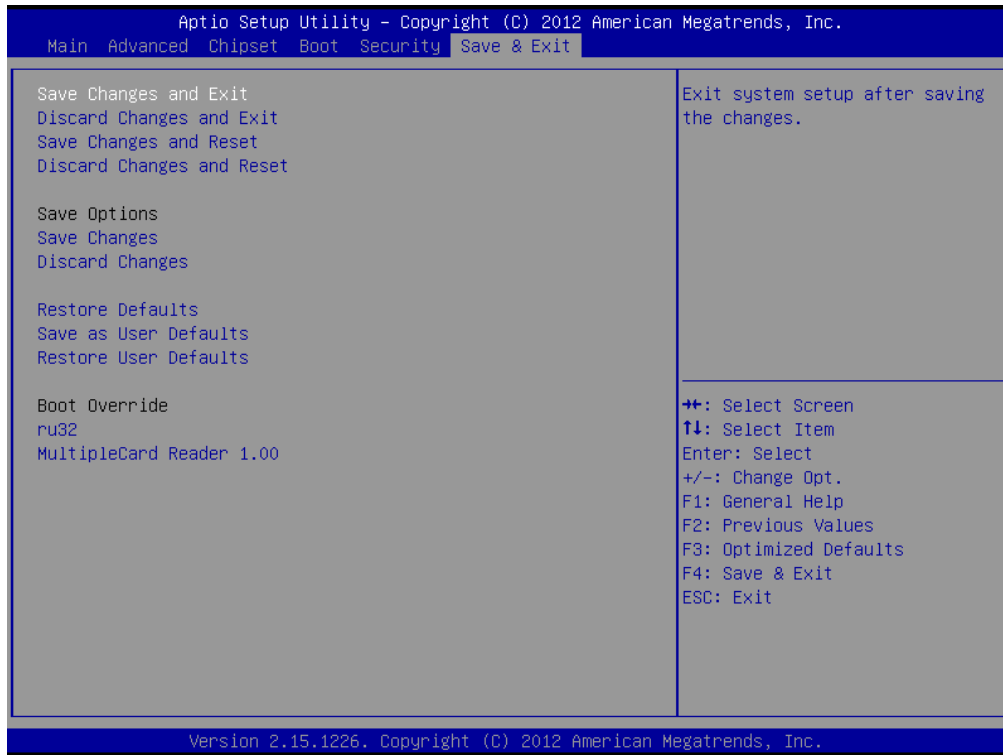 Aptio Setup Utility – Copyright (C) 2012 American Megatrends, Inc.
Main Advanced Chipset Boot Security Save & Exit
Save Changes and Exit
Discard Changes and Exit
Save Changes and Reset
Discard Changes and Reset
Save Options
Save Changes
Discard Changes
Restore Defaults
Save as User Defaults
Restore User Defaults
Boot Override
ru32
MultipleCard Reader 1.00
Exit system setup after saving
the changes.
→←: Select Screen
↑↓: Select Item
Enter: Select
+/-: Change Opt.
F1: General Help
F2: Previous Values
F3: Optimized Defaults
F4: Save & Exit
ESC: Exit
Version 2.15.1226. Copyright (C) 2012 American Megatrends, Inc.